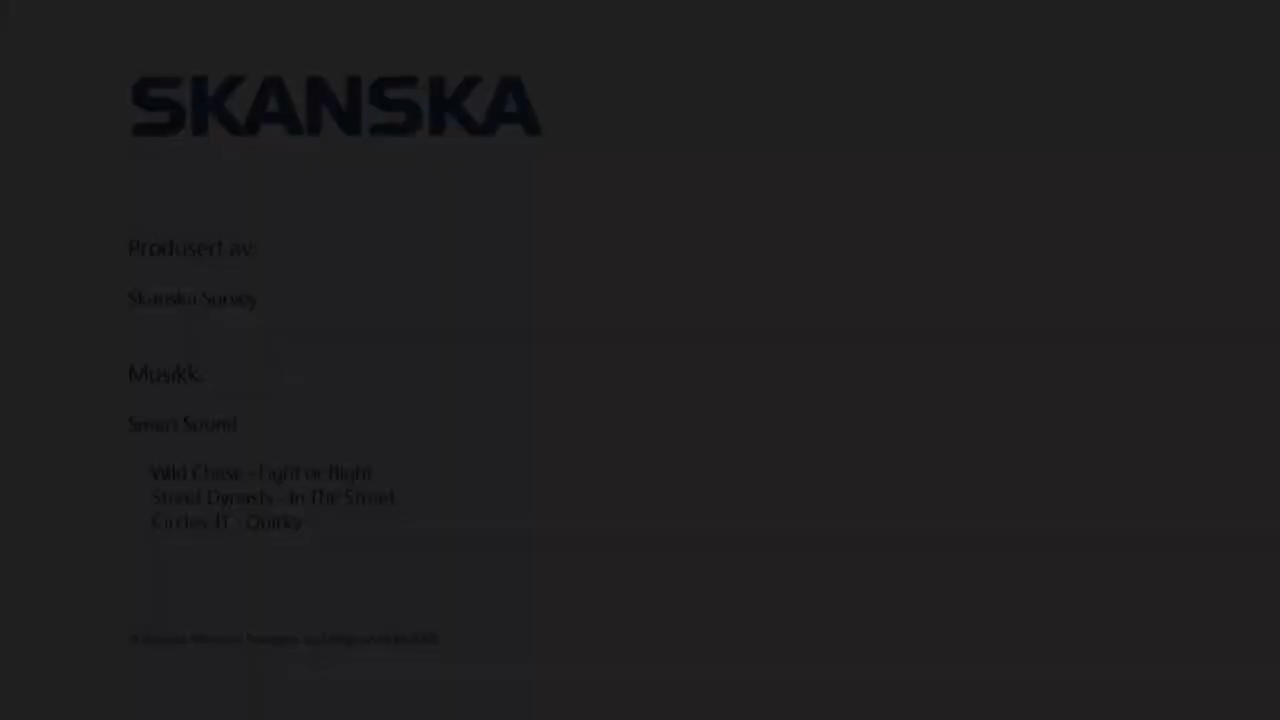 SKANSKA
Produsert av:
Skanska Survey
Musikk:
Smart Sound
Wild Chase - Fight or flight
Street Dynasty - In The Street
Circles - Quirky